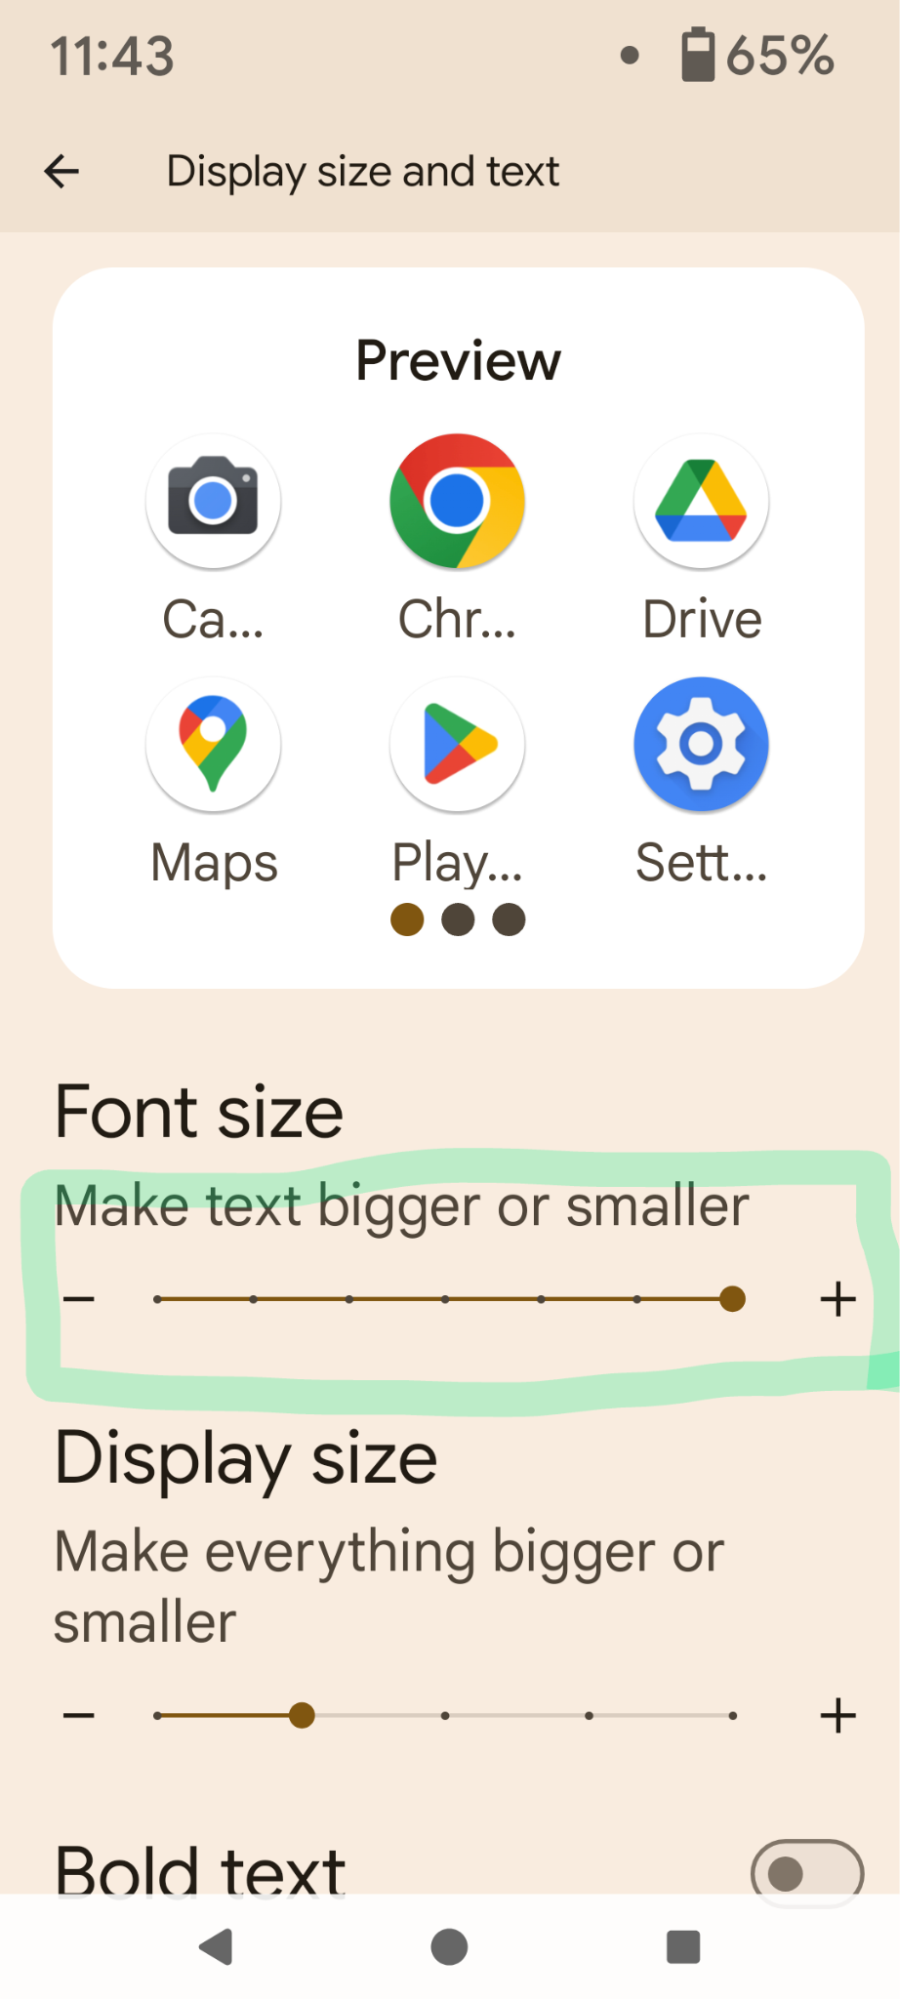 11:43 65%
Display size and text
Preview
Ca... Chr... Drive
Maps Play... Sett...
Font size
Make text bigger or smaller
Display size
Make everything bigger or
smaller
Bold text